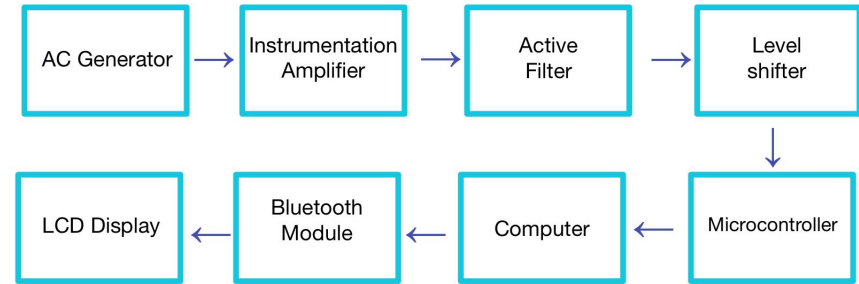 AC Generator
Instrumentation
Amplifier
Active
Filter
Level
shifter
LCD Display
Bluetooth
Module
Computer
Microcontroller